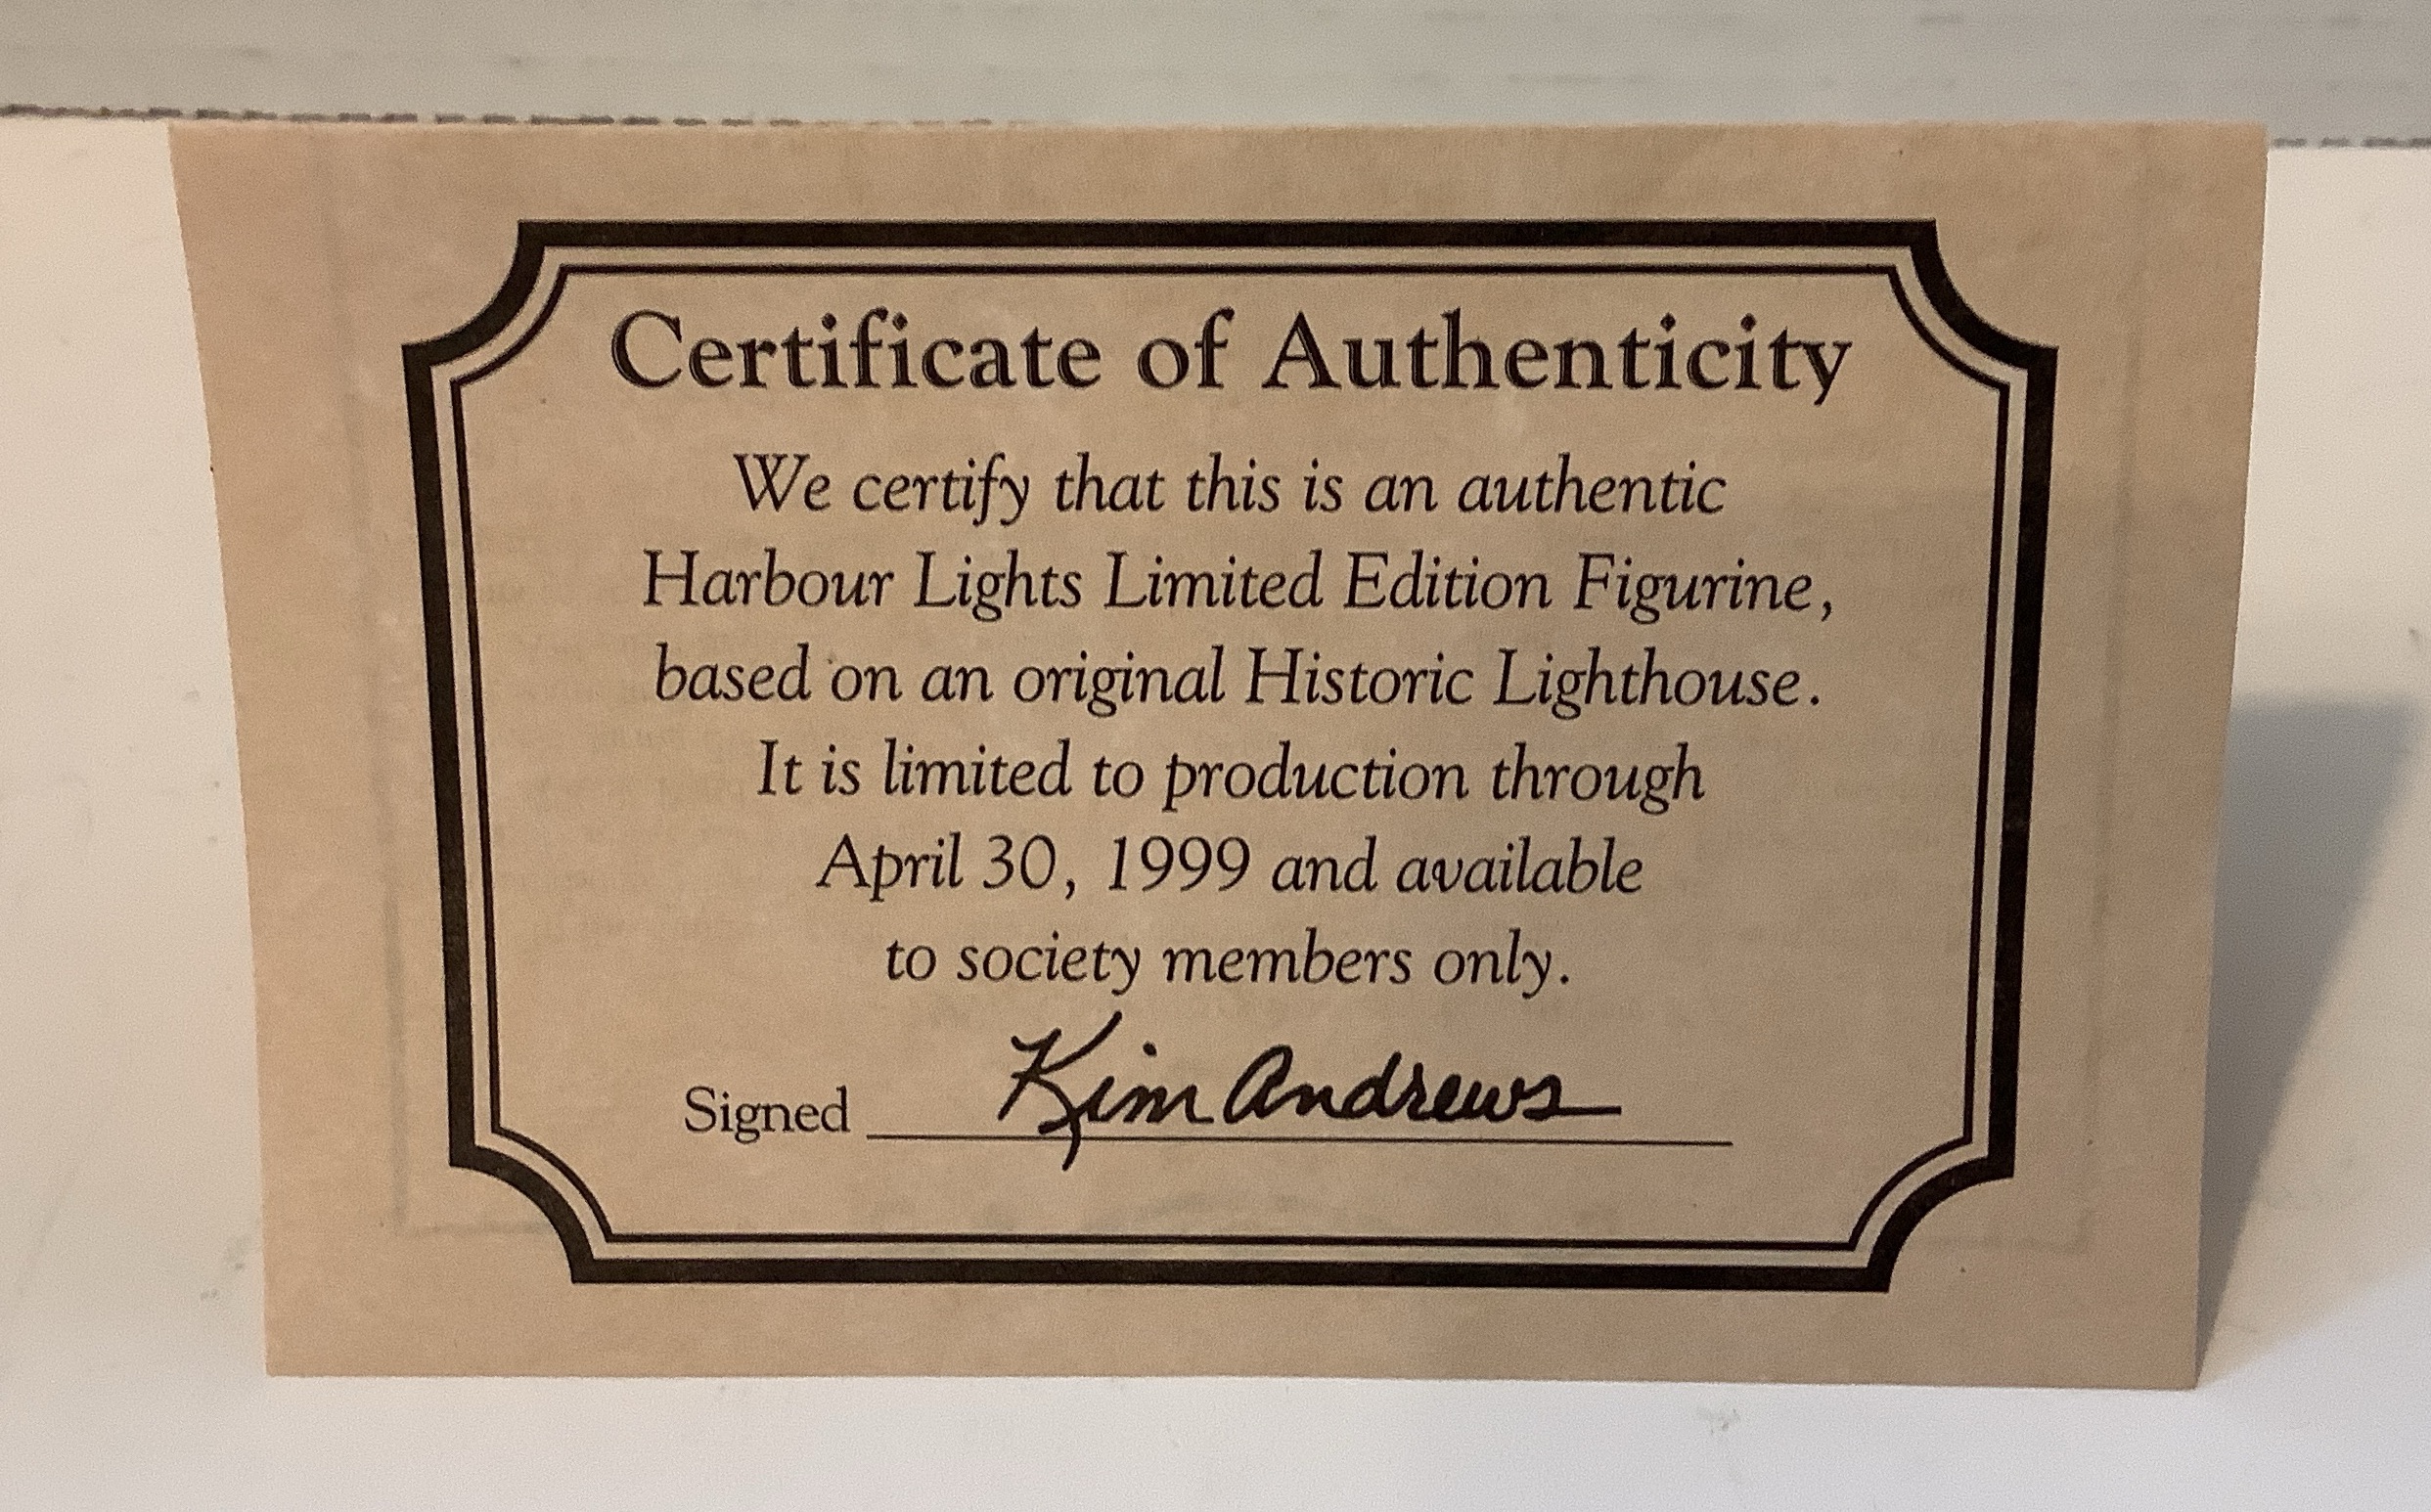 Certificate of Authenticity
We certify that this is an authentic
Harbour Lights Limited Edition Figurine,
based on an original Historic Lighthouse.
It is limited to production through
April 30, 1999 and available
to society members only.
Signed Kim Andrews